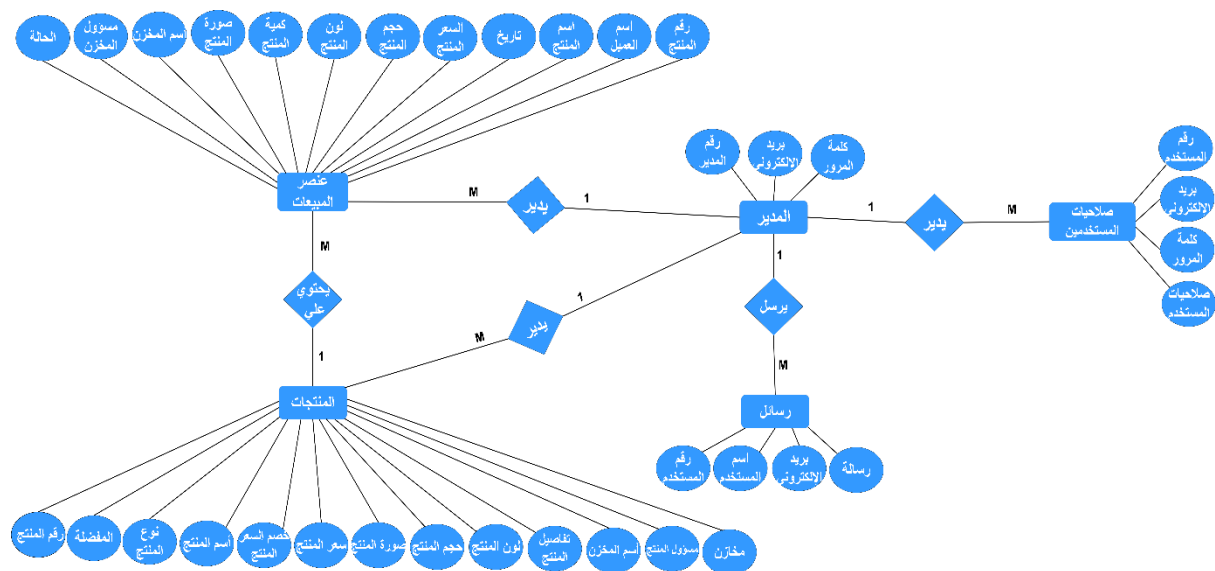 رقم
المنتج
اسم
العميل
اسم
المنتج
تاريخ
السعر
المنتج
حجم
المنتج
لون
المنتج
كمية
المنتج
صورة
المنتج
اسم المخزن
مسؤول
المخزن
الحالة
كلمة
المرور
بريد
الالكتروني
رقم
المدير
رقم
المستخدم
بريد
الالكتروني
كلمة
المرور
صلاحيات
المستخدم
عنصر
المبيعات
M
يدير
1
المدير
1
يدير
M
صلاحيات
المستخدمين
M
يحتوي
علي
1
1
يدير
M
1
يرسل
M
المنتجات
رسائل
رسالة
بريد
الالكتروني
اسم
المستخدم
رقم
المستخدم
مخازن
مسؤول المنتج
أسم المخزن
تفاصيل
المنتج
لون المنتج
حجم المنتج
صورة المنتج
سعر المنتج
خصم السعر
المنتج
أسم المنتج
نوع
المنتج
المفضلة
رقم المنتج